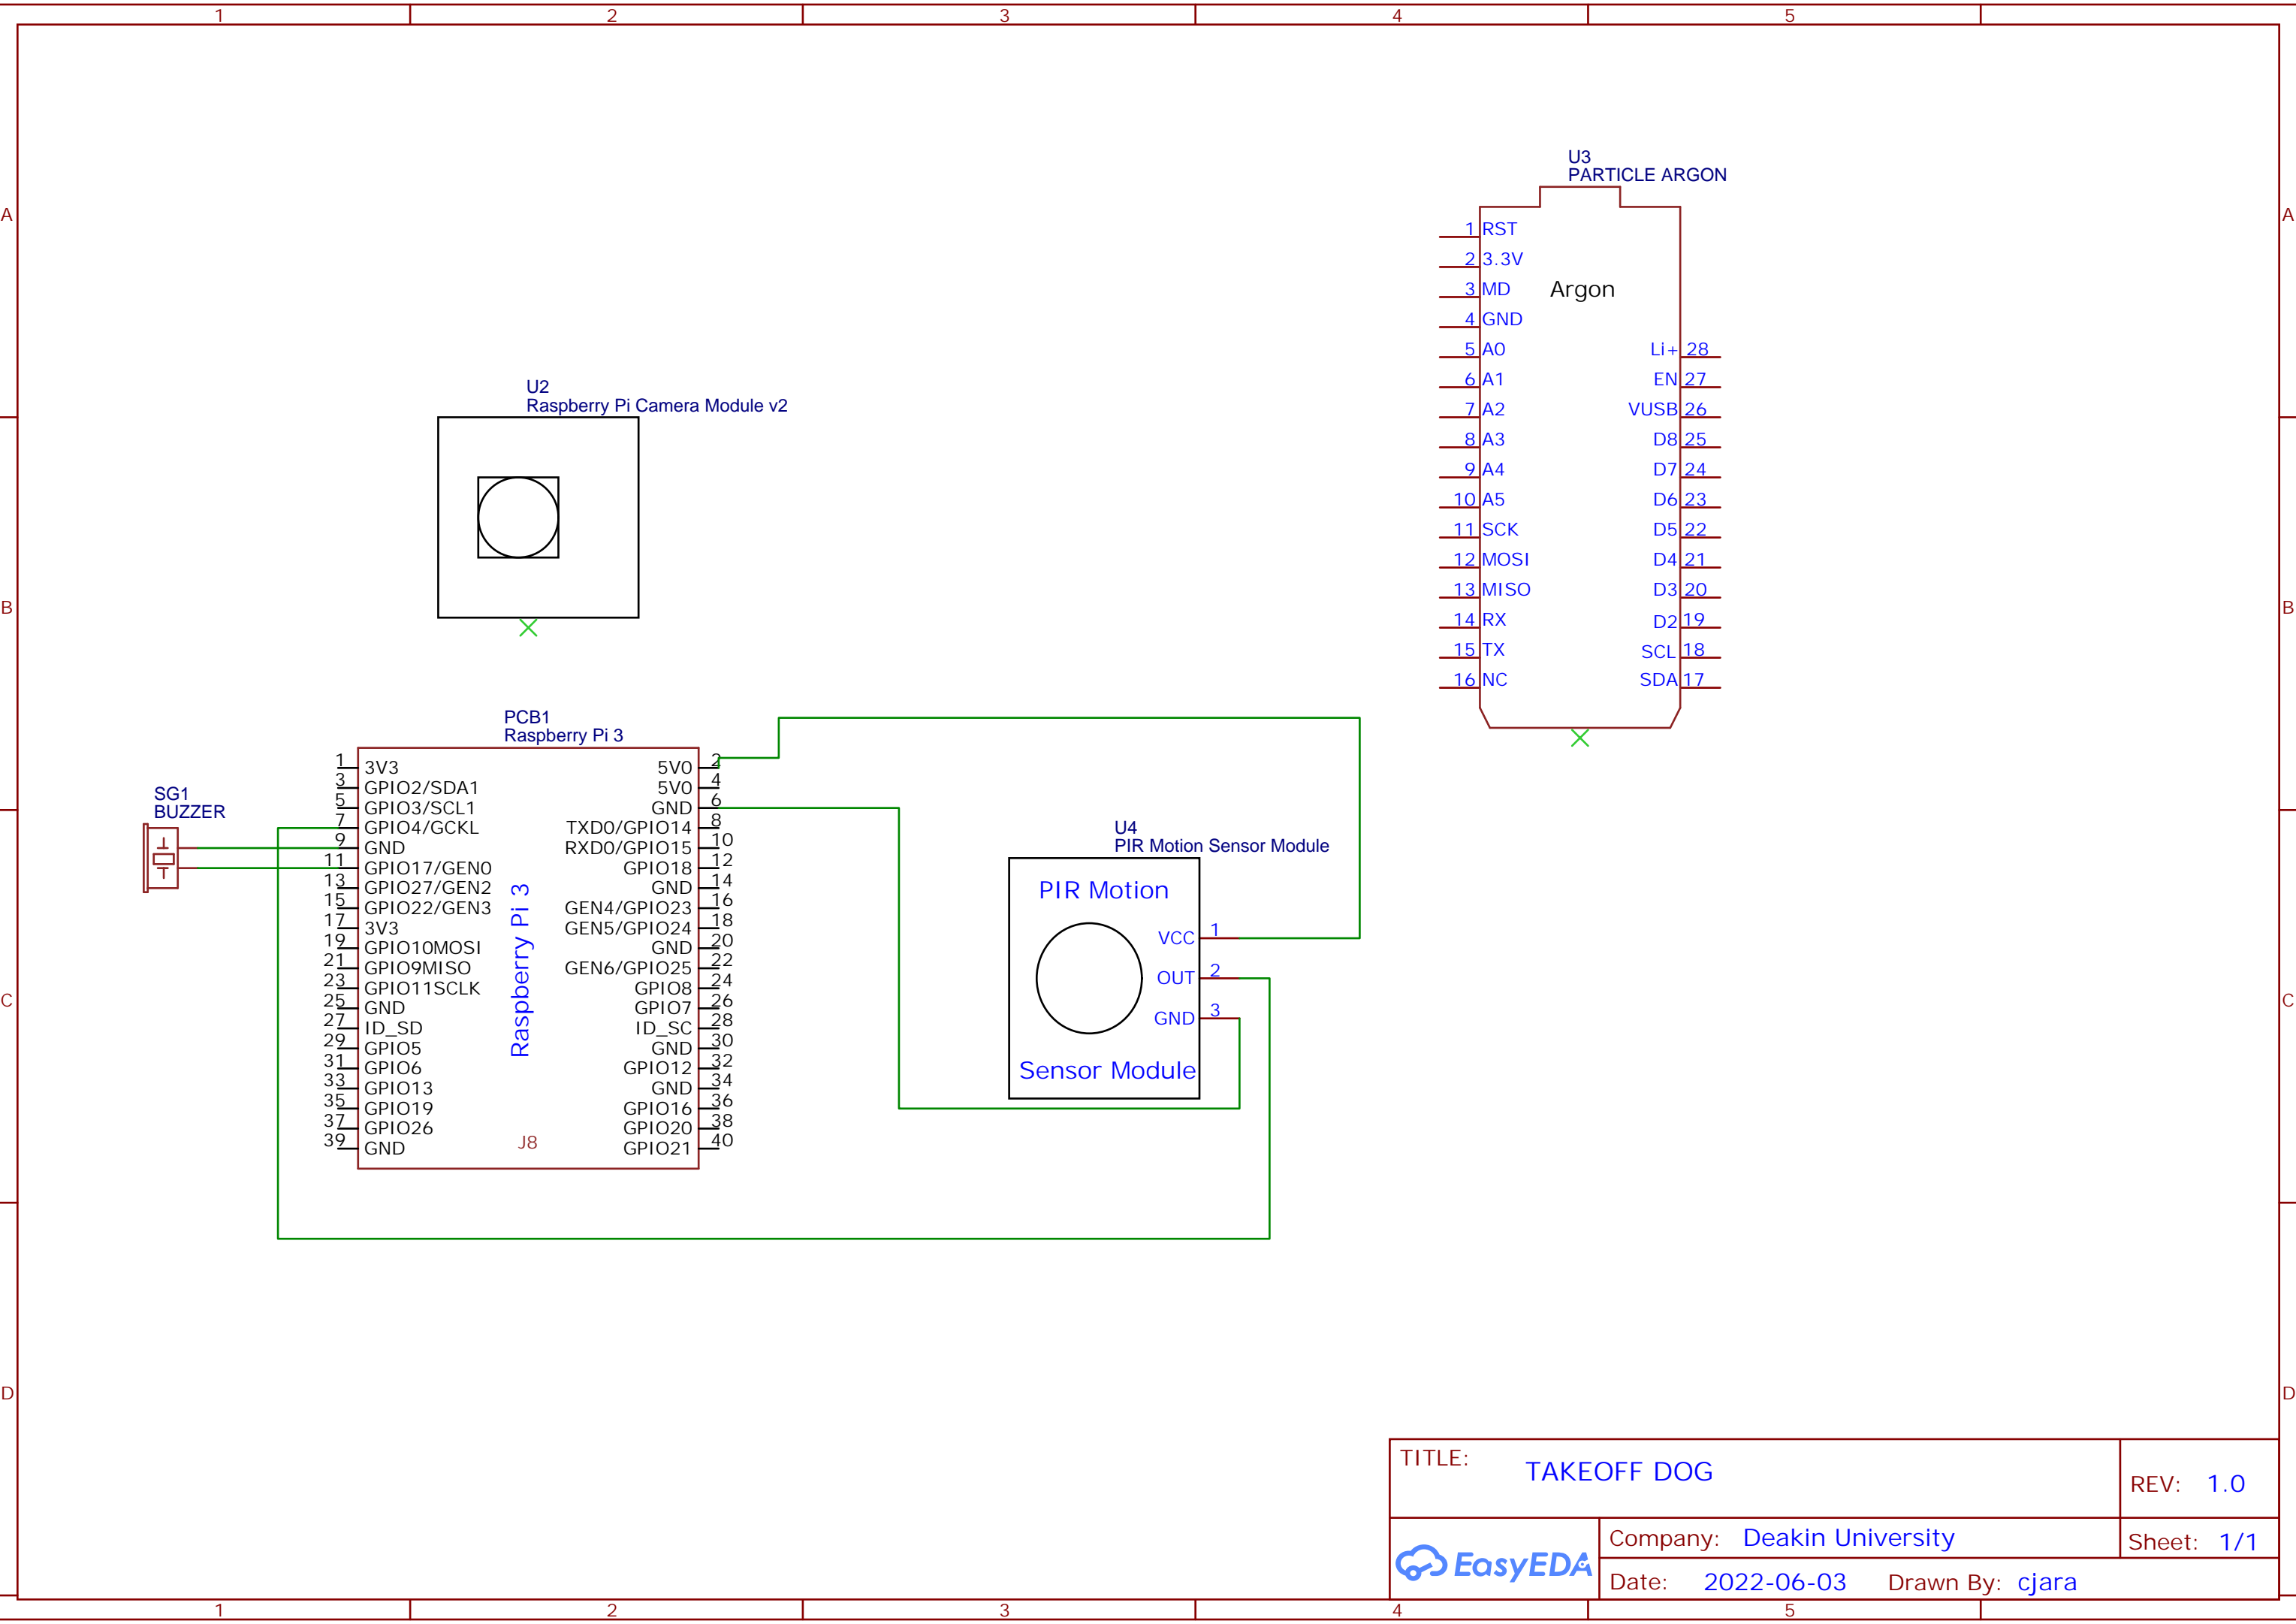 1 2 3 4 5
A A
B B
C C
D D
U3
PARTICLE ARGON
Argon
1 RST
2 3.3V
3 MD
4 GND
5 A0 Li+ 28
6 A1 EN 27
7 A2 VUSB 26
8 A3 D8 25
9 A4 D7 24
10 A5 D6 23
11 SCK D5 22
12 MOSI D4 21
13 MISO D3 20
14 RX D2 19
15 TX SCL 18
16 NC SDA 17
U2
Raspberry Pi Camera Module v2
PCB1
Raspberry Pi 3
1 3V3 5V0 2
3 GPIO2/SDA1 5V0 4
5 GPIO3/SCL1 GND 6
7 GPIO4/GCKL TXD0/GPIO14 8
9 GND RXD0/GPIO15 10
11 GPIO17/GEN0 GPIO18 12
13 GPIO27/GEN2 GND 14
15 GPIO22/GEN3 GEN4/GPIO23 16
17 3V3 GEN5/GPIO24 18
19 GPIO10MOSI GND 20
21 GPIO9MISO GEN6/GPIO25 22
23 GPIO11SCLK GPIO8 24
25 GND GPIO7 26
27 ID_SD ID_SC 28
29 GPIO5 GND 30
31 GPIO6 GPIO12 32
33 GPIO13 GND 34
35 GPIO19 GPIO16 36
37 GPIO26 GPIO20 38
39 GND GPIO21 40
Raspberry Pi 3
J8
SG1
BUZZER
U4
PIR Motion Sensor Module
PIR Motion
VCC 1
OUT 2
GND 3
Sensor Module
TITLE: TAKEOFF DOG
REV: 1.0
EasyEDA
Company: Deakin University
Sheet: 1/1
Date: 2022-06-03 Drawn By: cjara
1 2 3 4 5